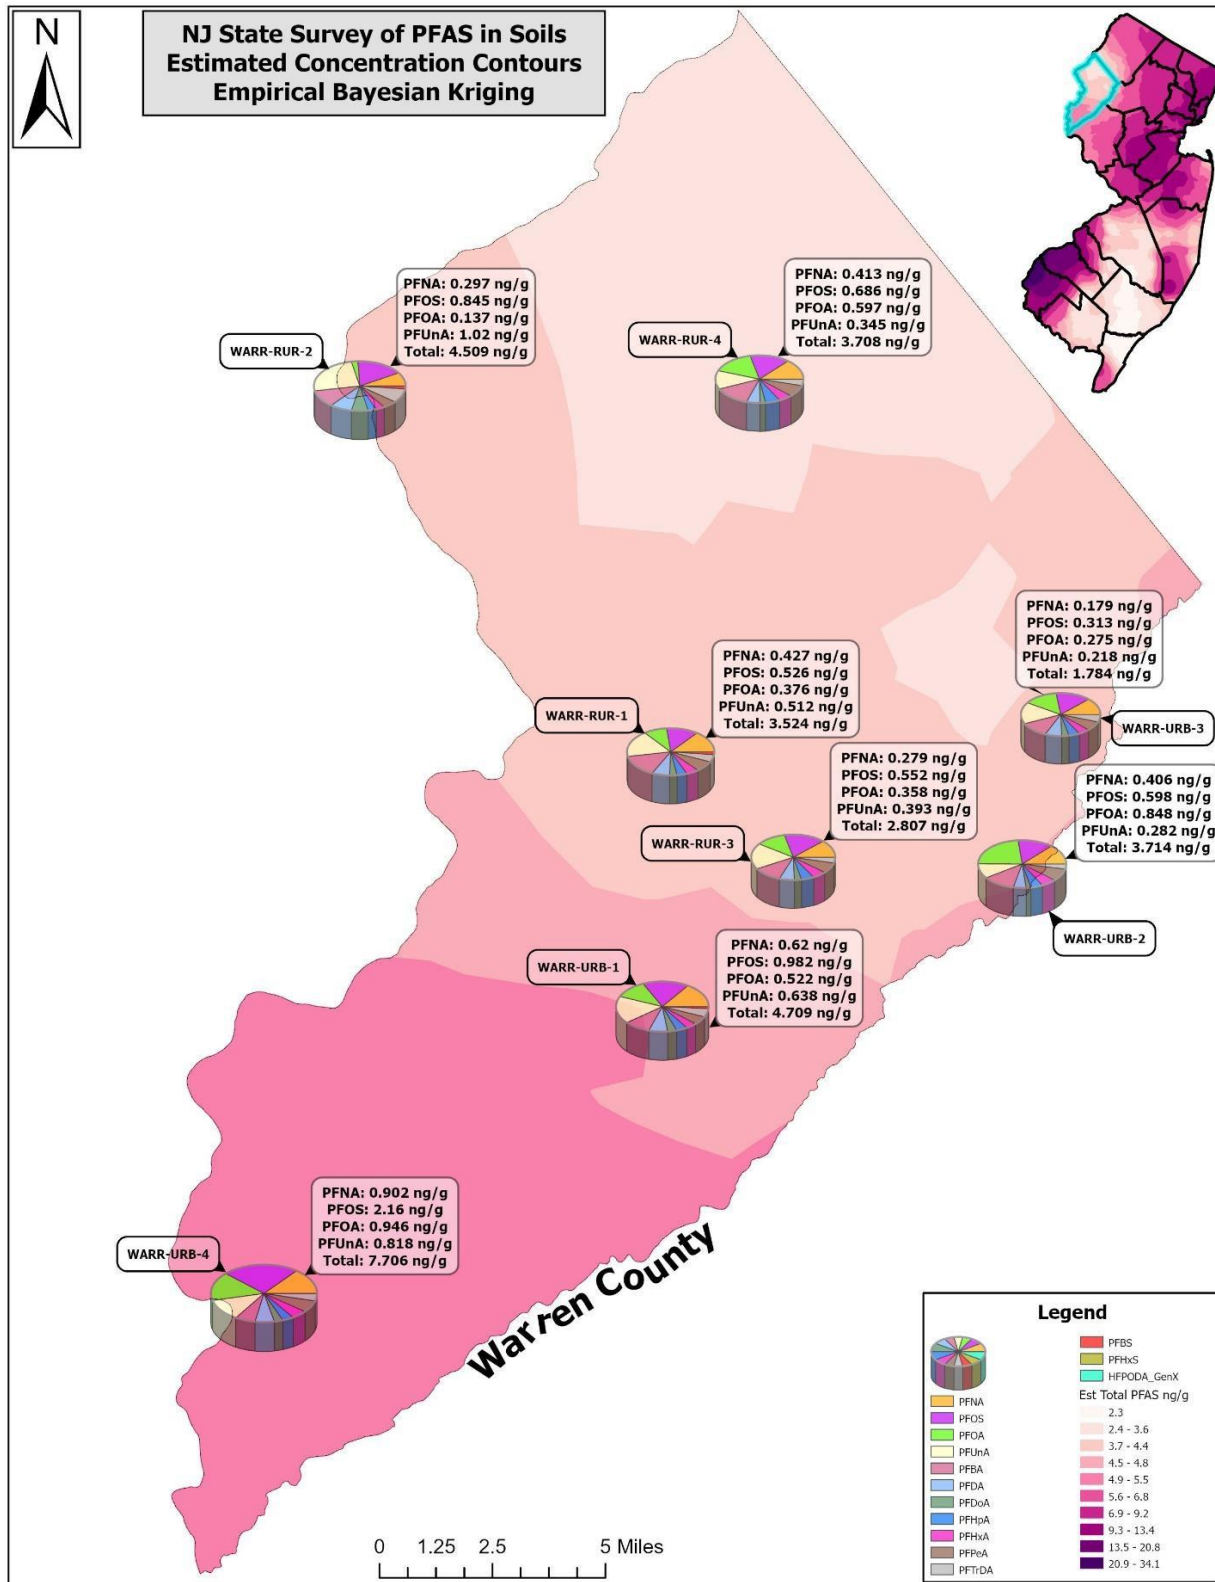 N
NJ State Survey of PFAS in Soils
Estimated Concentration Contours
Empirical Bayesian Kriging
WARR-RUR-2
PFNA: 0.297 ng/g
PFOS: 0.845 ng/g
PFOA: 0.137 ng/g
PFUnA: 1.02 ng/g
Total: 4.509 ng/g
WARR-RUR-4
PFNA: 0.413 ng/g
PFOS: 0.686 ng/g
PFOA: 0.597 ng/g
PFUnA: 0.345 ng/g
Total: 3.708 ng/g
PFNA: 0.179 ng/g
PFOS: 0.313 ng/g
PFOA: 0.275 ng/g
PFUnA: 0.218 ng/g
Total: 1.784 ng/g
WARR-URB-3
WARR-RUR-1
PFNA: 0.427 ng/g
PFOS: 0.526 ng/g
PFOA: 0.376 ng/g
PFUnA: 0.512 ng/g
Total: 3.524 ng/g
WARR-RUR-3
PFNA: 0.279 ng/g
PFOS: 0.552 ng/g
PFOA: 0.358 ng/g
PFUnA: 0.393 ng/g
Total: 2.807 ng/g
PFNA: 0.406 ng/g
PFOS: 0.598 ng/g
PFOA: 0.848 ng/g
PFUnA: 0.282 ng/g
Total: 3.714 ng/g
WARR-URB-2
WARR-URB-1
PFNA: 0.62 ng/g
PFOS: 0.982 ng/g
PFOA: 0.522 ng/g
PFUnA: 0.638 ng/g
Total: 4.709 ng/g
WARR-URB-4
PFNA: 0.902 ng/g
PFOS: 2.16 ng/g
PFOA: 0.946 ng/g
PFUnA: 0.818 ng/g
Total: 7.706 ng/g
Warren County
0 1.25 2.5 5 Miles
Legend
PFNA
PFOS
PFOA
PFUnA
PFBA
PFDA
PFDoA
PFHpA
PFHxA
PFPeA
PFTrDA
PFBS
PFHxS
HFPODA_GenX
Est Total PFAS ng/g
2.3
2.4 - 3.6
3.7 - 4.4
4.5 - 4.8
4.9 - 5.5
5.6 - 6.8
6.9 - 9.2
9.3 - 13.4
13.5 - 20.8
20.9 - 34.1